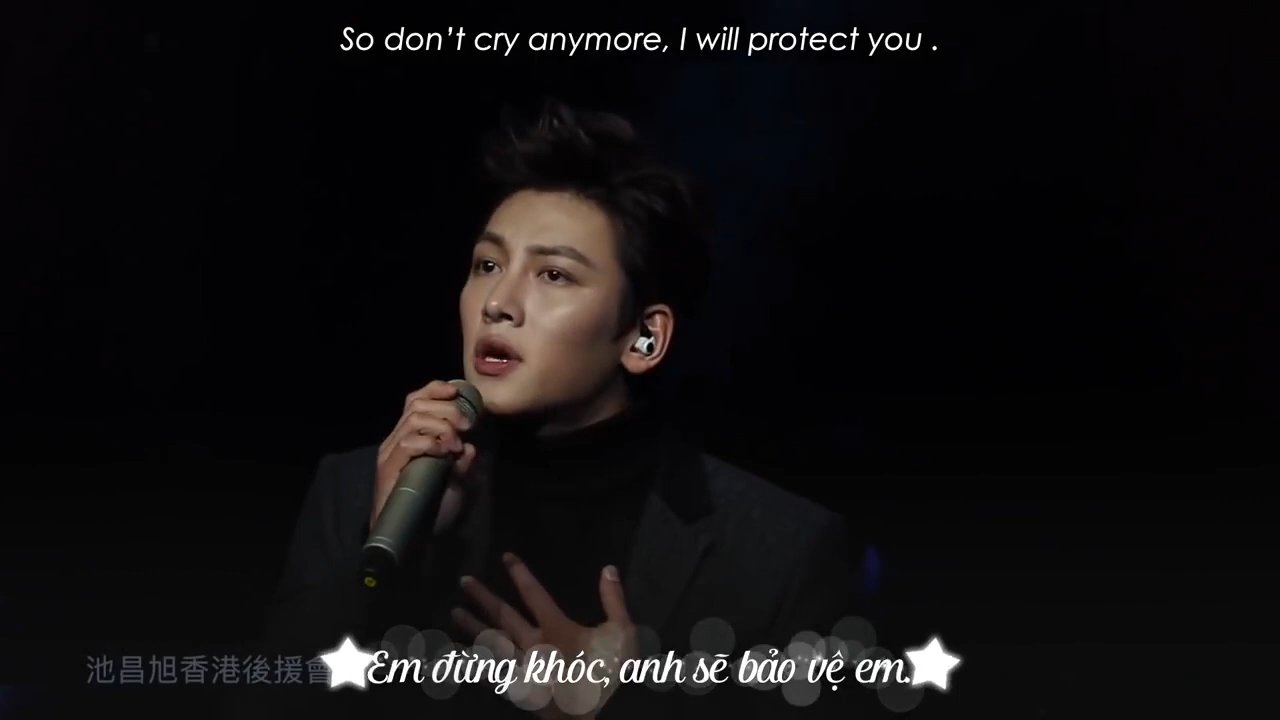 So don't cry anymore, I will protect you .
池昌旭香港後援會
Em đừng khóc, anh sẽ bảo vệ em.